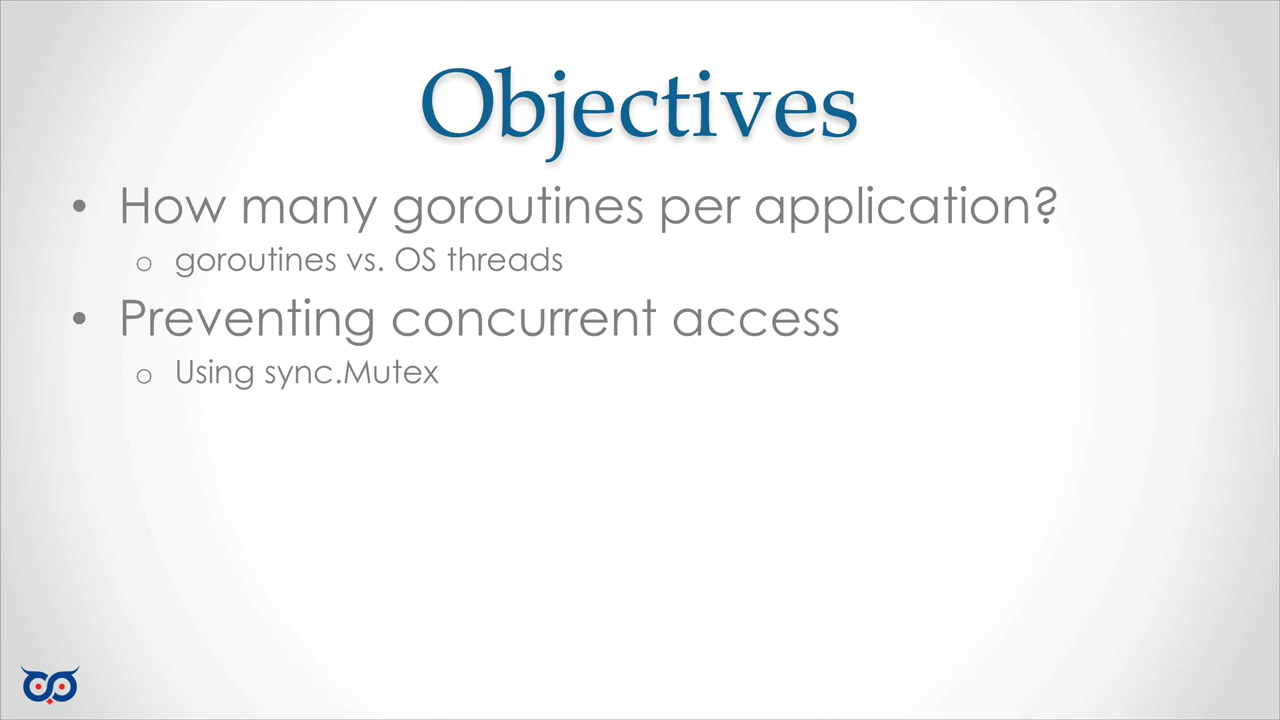 Objectives
• How many goroutines per application?
o goroutines vs. OS threads
• Preventing concurrent access
o Using sync.Mutex